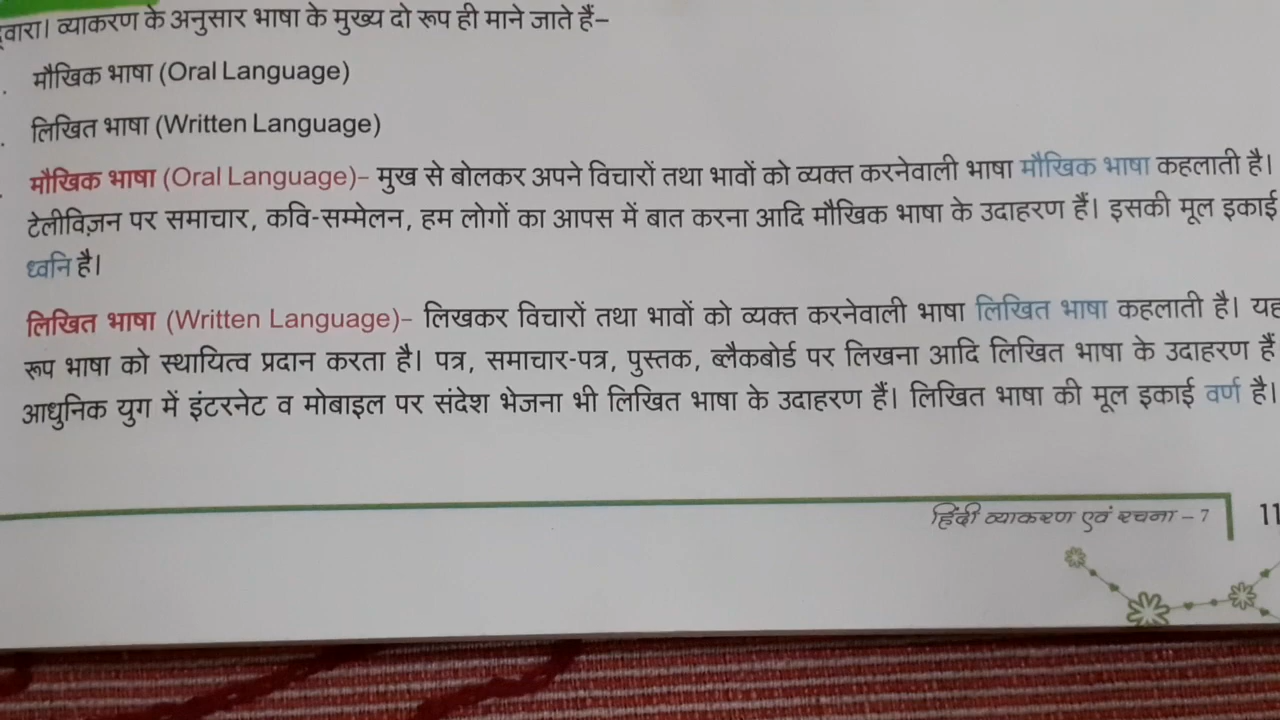 द्वारा। व्याकरण के अनुसार भाषा के मुख्य दो रूप ही माने जाते हैं–
मौखिक भाषा (Oral Language)
लिखित भाषा (Written Language)
मौखिक भाषा (Oral Language)– मुख से बोलकर अपने विचारों तथा भावों को व्यक्त करनेवाली भाषा मौखिक भाषा कहलाती है।
टेलीविज़न पर समाचार, कवि-सम्मेलन, हम लोगों का आपस में बात करना आदि मौखिक भाषा के उदाहरण हैं। इसकी मूल इकाई
ध्वनि है।
लिखित भाषा (Written Language)– लिखकर विचारों तथा भावों को व्यक्त करनेवाली भाषा लिखित भाषा कहलाती है। यह
रूप भाषा को स्थायित्व प्रदान करता है। पत्र, समाचार-पत्र, पुस्तक, ब्लैकबोर्ड पर लिखना आदि लिखित भाषा के उदाहरण हैं
आधुनिक युग में इंटरनेट व मोबाइल पर संदेश भेजना भी लिखित भाषा के उदाहरण हैं। लिखित भाषा की मूल इकाई वर्ण है।
हिंदी व्याकरण एवं रचना – 7 11